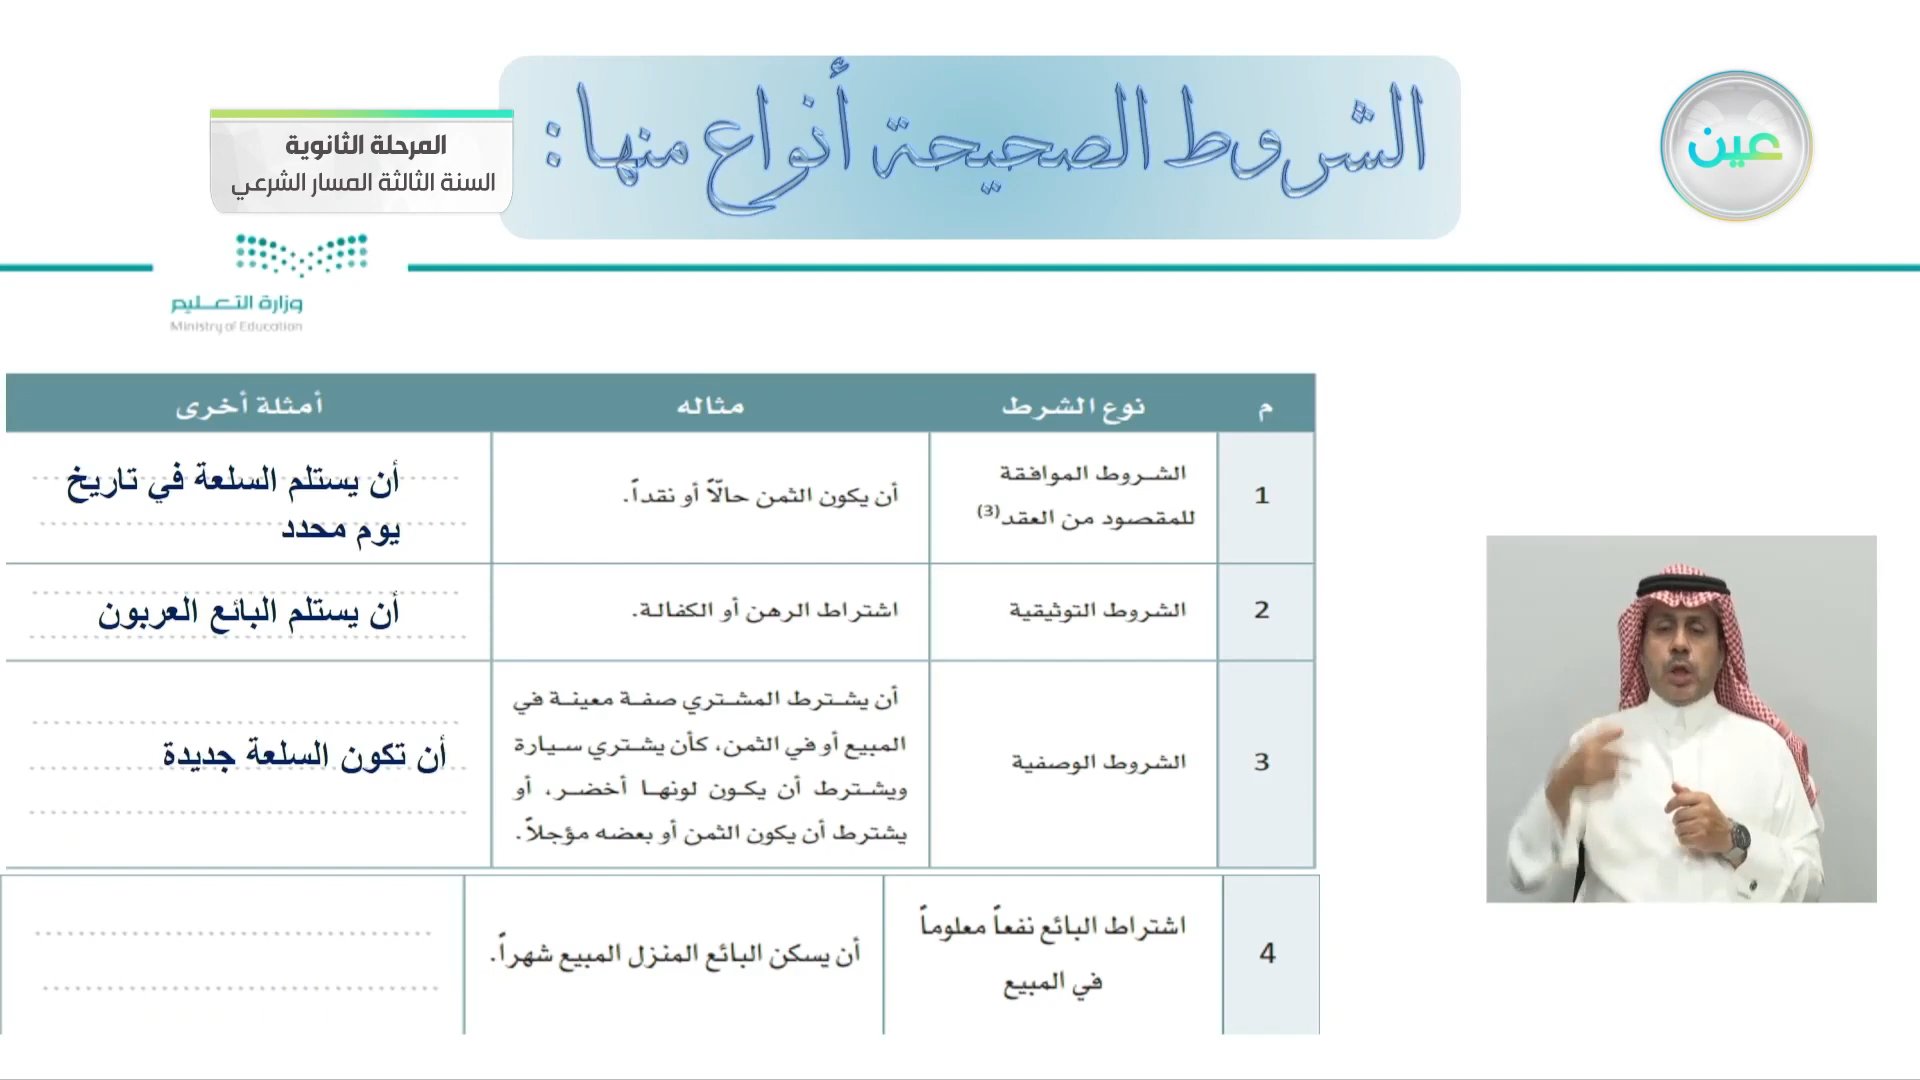 عين
الشروط الصحيحة أنواع منها:
المرحلة الثانوية
السنة الثالثة المسار الشرعي
وزارة التعليم
Ministry of Education
م
نوع الشرط
مثاله
أمثلة أخرى
1
الشروط الموافقة
للمقصود من العقد(3)
أن يكون الثمن حالّاً أو نقداً.
أن يستلم السلعة في تاريخ
يوم محدد
2
الشروط التوثيقية
اشتراط الرهن أو الكفالة.
أن يستلم البائع العربون
3
الشروط الوصفية
أن يشترط المشتري صفة معينة في
المبيع أو في الثمن، كأن يشتري سيارة
ويشترط أن يكون لونها أخضر، أو
يشترط أن يكون الثمن أو بعضه مؤجلاً.
أن تكون السلعة جديدة
4
اشتراط البائع نفعاً معلوماً
في المبيع
أن يسكن البائع المنزل المبيع شهراً.